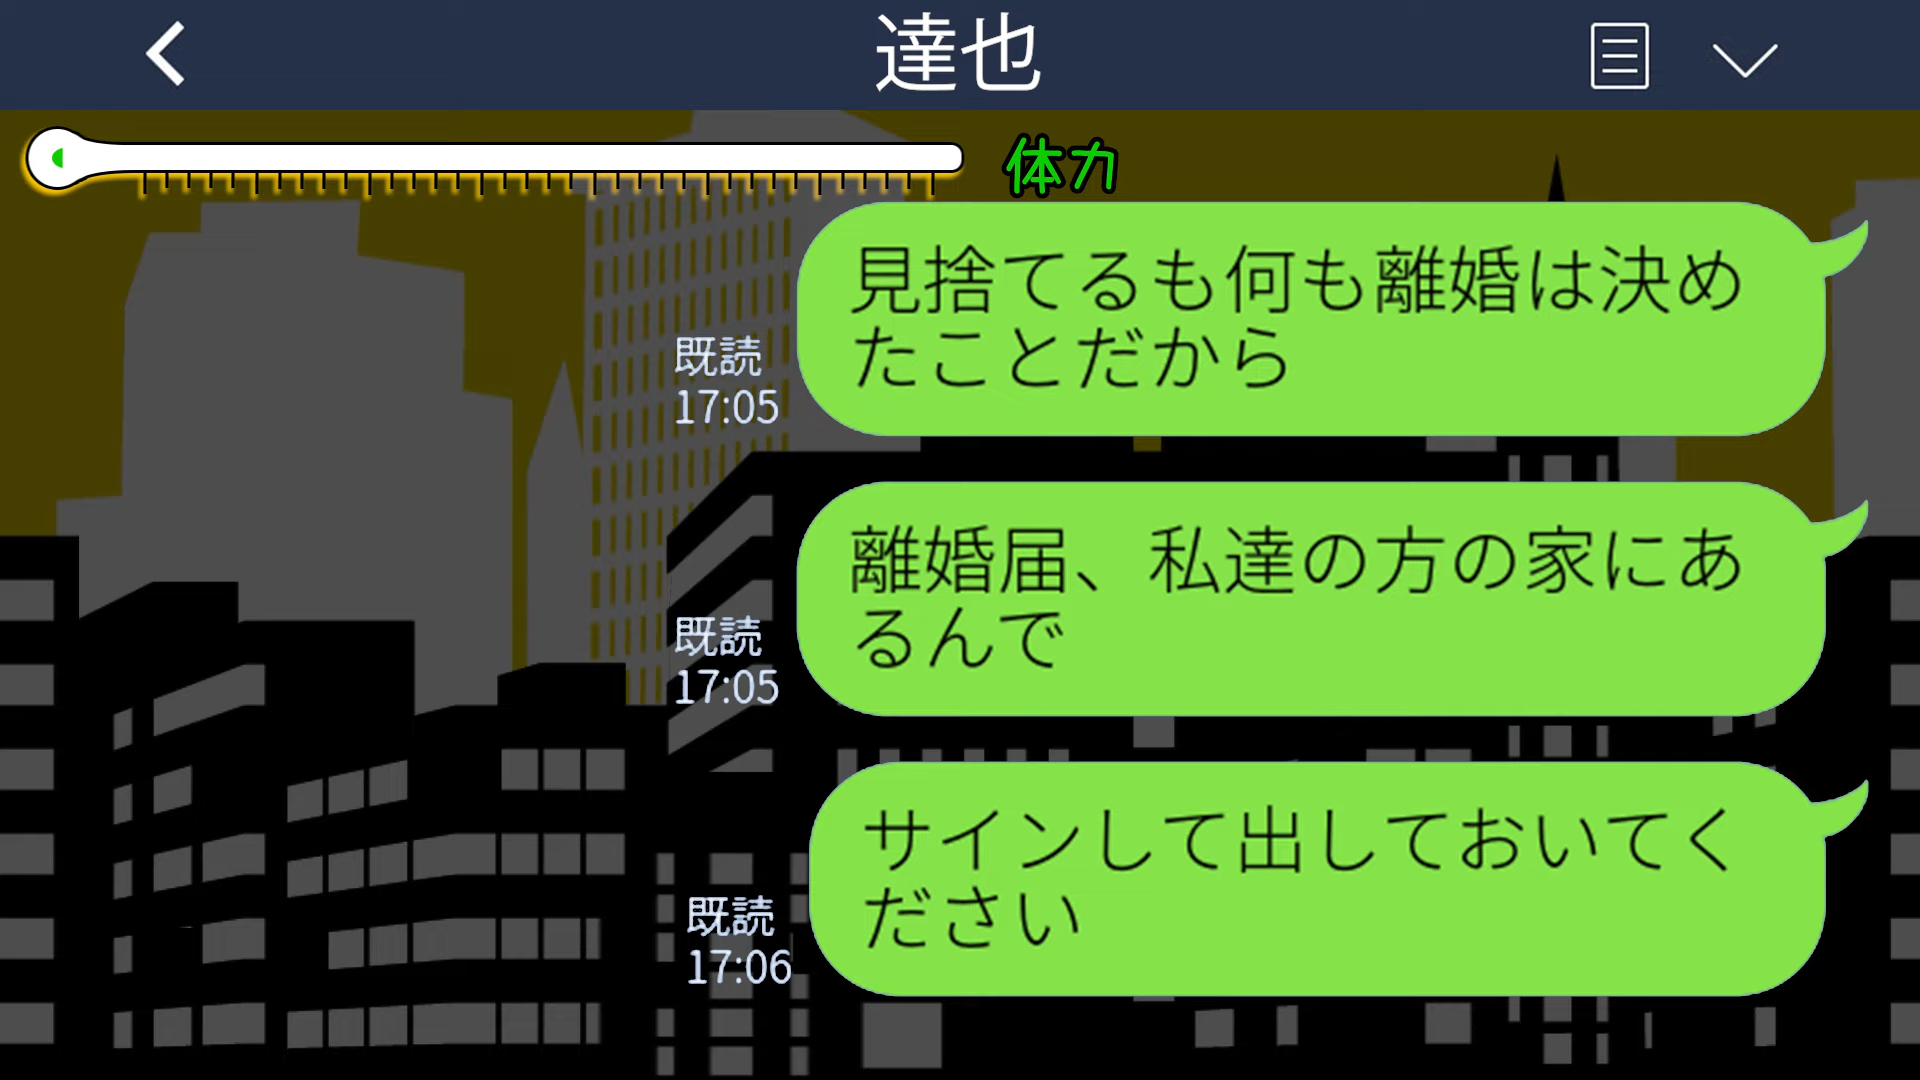 達也
体力
見捨てるも何も離婚は決め
たことだから
既読
17:05
離婚届、私達の方の家にあ
るんで
既読
17:05
サインして出しておいてく
ださい
既読
17:06